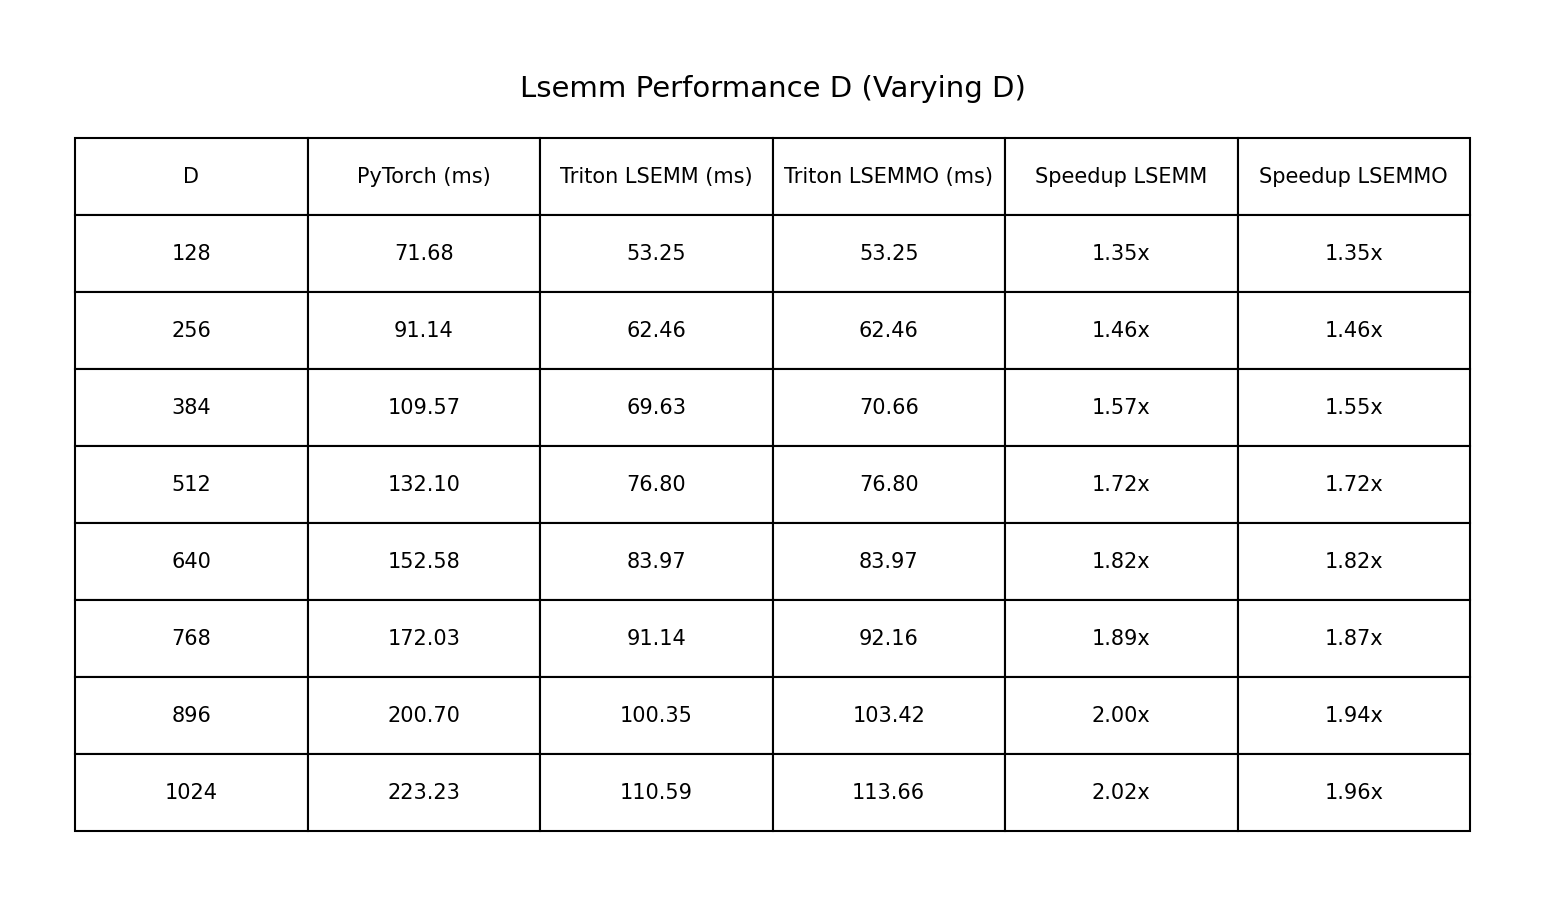 Lsemm Performance D (Varying D)
D PyTorch (ms) Triton LSEMM (ms) Triton LSEMMO (ms) Speedup LSEMM Speedup LSEMMO
128 71.68 53.25 53.25 1.35x 1.35x
256 91.14 62.46 62.46 1.46x 1.46x
384 109.57 69.63 70.66 1.57x 1.55x
512 132.10 76.80 76.80 1.72x 1.72x
640 152.58 83.97 83.97 1.82x 1.82x
768 172.03 91.14 92.16 1.89x 1.87x
896 200.70 100.35 103.42 2.00x 1.94x
1024 223.23 110.59 113.66 2.02x 1.96x